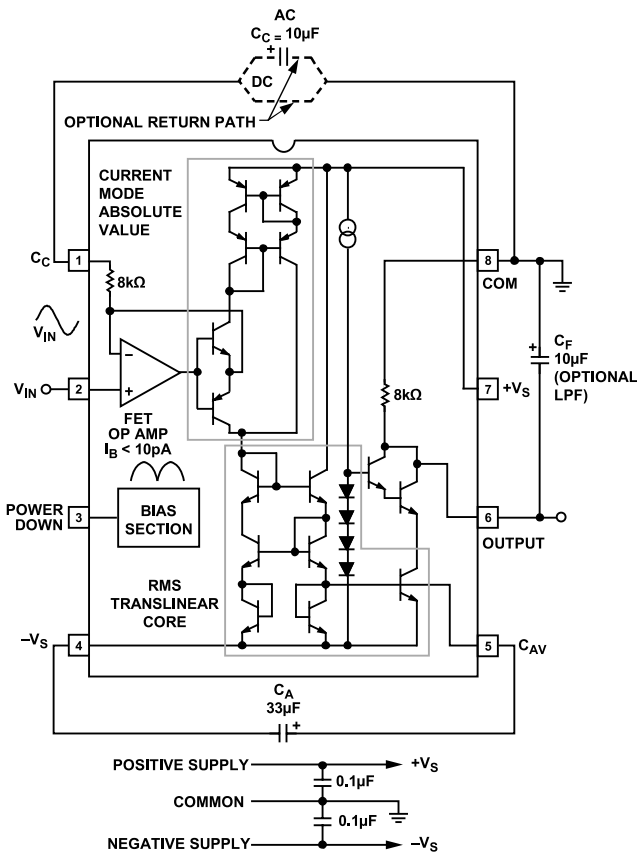 AC
C_C = 10µF
+
DC
OPTIONAL RETURN PATH
CURRENT
MODE
ABSOLUTE
VALUE
C_C
1
8kΩ
8
COM
V_IN
C_F
10µF
(OPTIONAL
LPF)
+
−
V_IN
2
+
7
+V_S
8kΩ
FET
OP AMP
I_B < 10pA
POWER
DOWN
3
BIAS
SECTION
6
OUTPUT
RMS
TRANSLINEAR
CORE
−V_S
4
5
C_AV
C_A
33µF
+
POSITIVE SUPPLY
+V_S
0.1µF
COMMON
0.1µF
NEGATIVE SUPPLY
−V_S